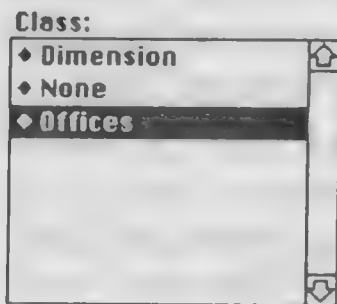 Class:
◆ Dimension
◆ None
◆ Offices